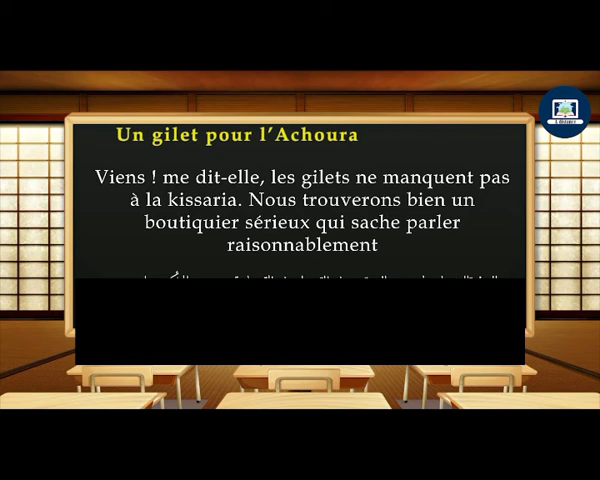 Un gilet pour l'Achoura
Viens ! me dit-elle, les gilets ne manquent pas
à la kissaria. Nous trouverons bien un
boutiquier sérieux qui sache parler
raisonnablement